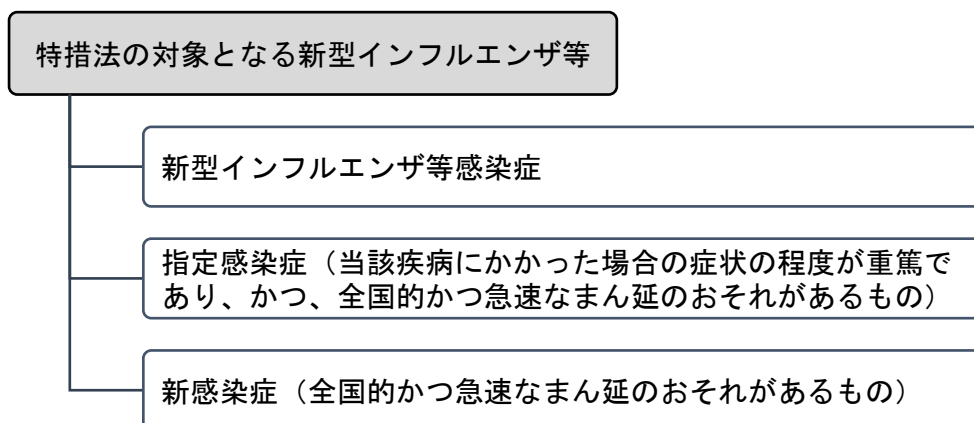 特措法の対象となる新型インフルエンザ等
新型インフルエンザ等感染症
指定感染症（当該疾病にかかった場合の症状の程度が重篤で
あり、かつ、全国的かつ急速なまん延のおそれがあるもの）
新感染症（全国的かつ急速なまん延のおそれがあるもの）